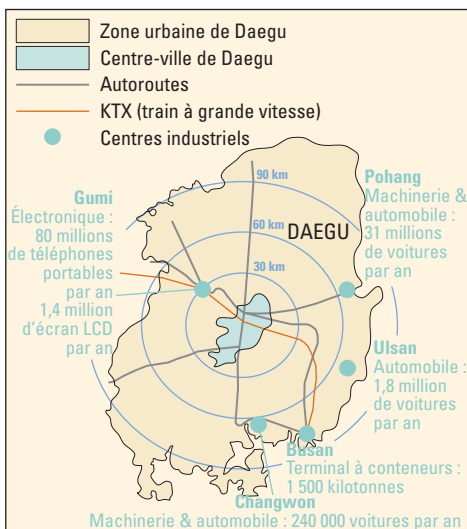 Zone urbaine de Daegu
Centre-ville de Daegu
Autoroutes
KTX (train à grande vitesse)
Centres industriels
90 km
60 km
30 km
DAEGU
Gumi
Électronique :
80 millions
de téléphones
portables
par an
1,4 million
d'écran LCD
par an
Pohang
Machinerie &
automobile :
31 millions
de voitures
par an
Ulsan
Automobile :
1,8 million
de voitures
par an
Busan
Terminal à conteneurs :
1 500 kilotonnes
Changwon
Machinerie & automobile : 240 000 voitures par an